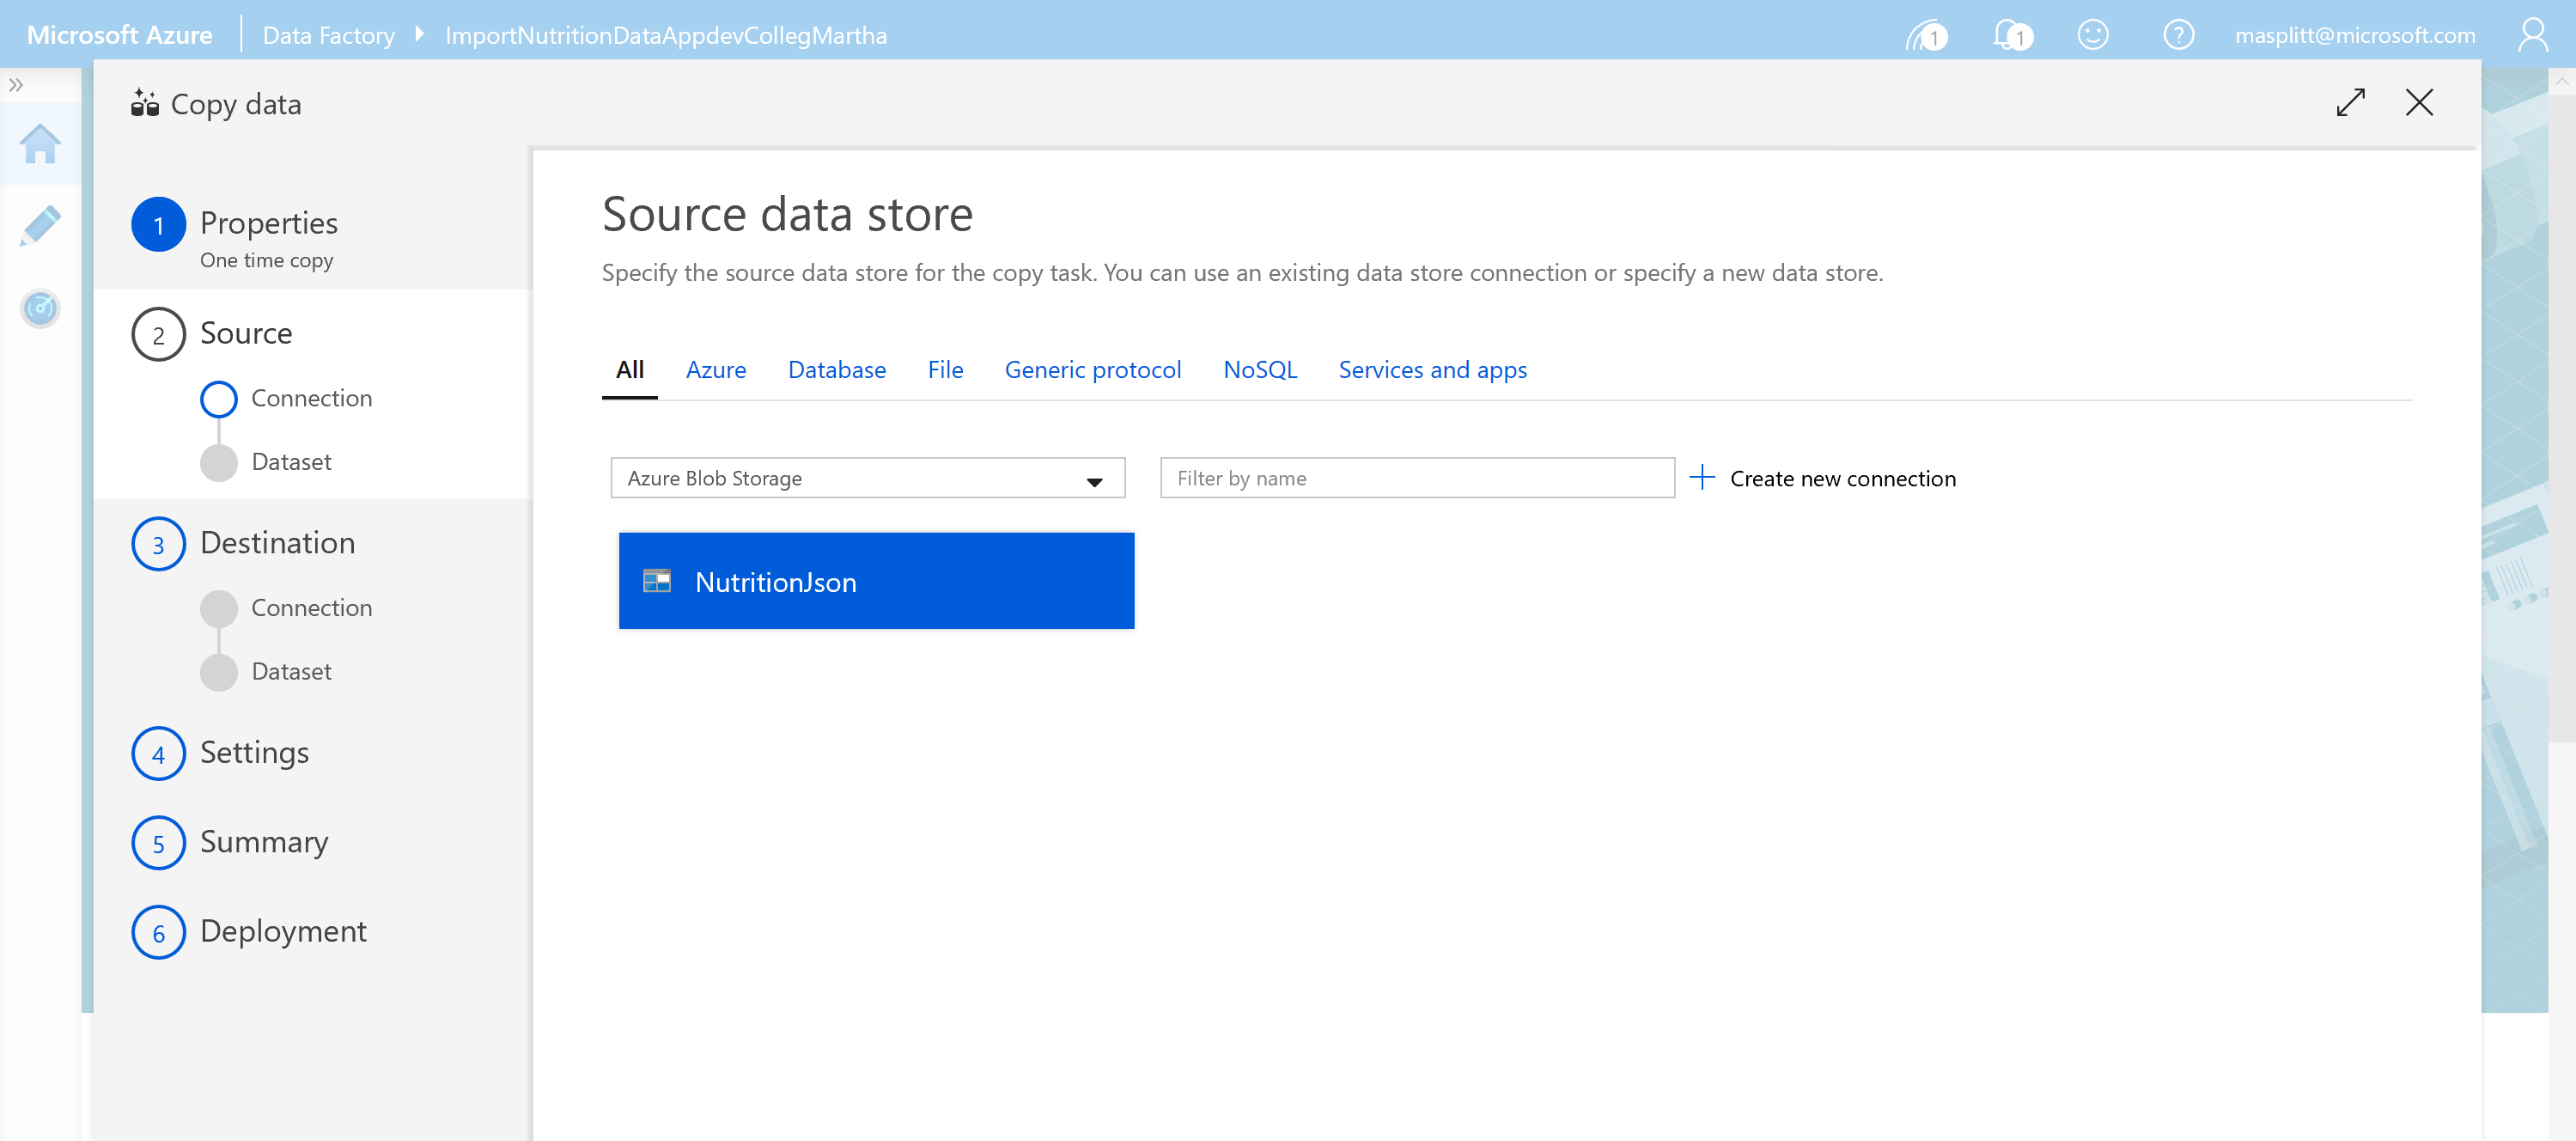 Microsoft Azure
Data Factory
ImportNutritionDataAppdevCollegMartha
1
1
?
masplitt@microsoft.com
Copy data
1
Properties
One time copy
2
Source
Connection
Dataset
3
Destination
Connection
Dataset
4
Settings
5
Summary
6
Deployment
Source data store
Specify the source data store for the copy task. You can use an existing data store connection or specify a new data store.
All
Azure
Database
File
Generic protocol
NoSQL
Services and apps
Azure Blob Storage
Filter by name
Create new connection
NutritionJson